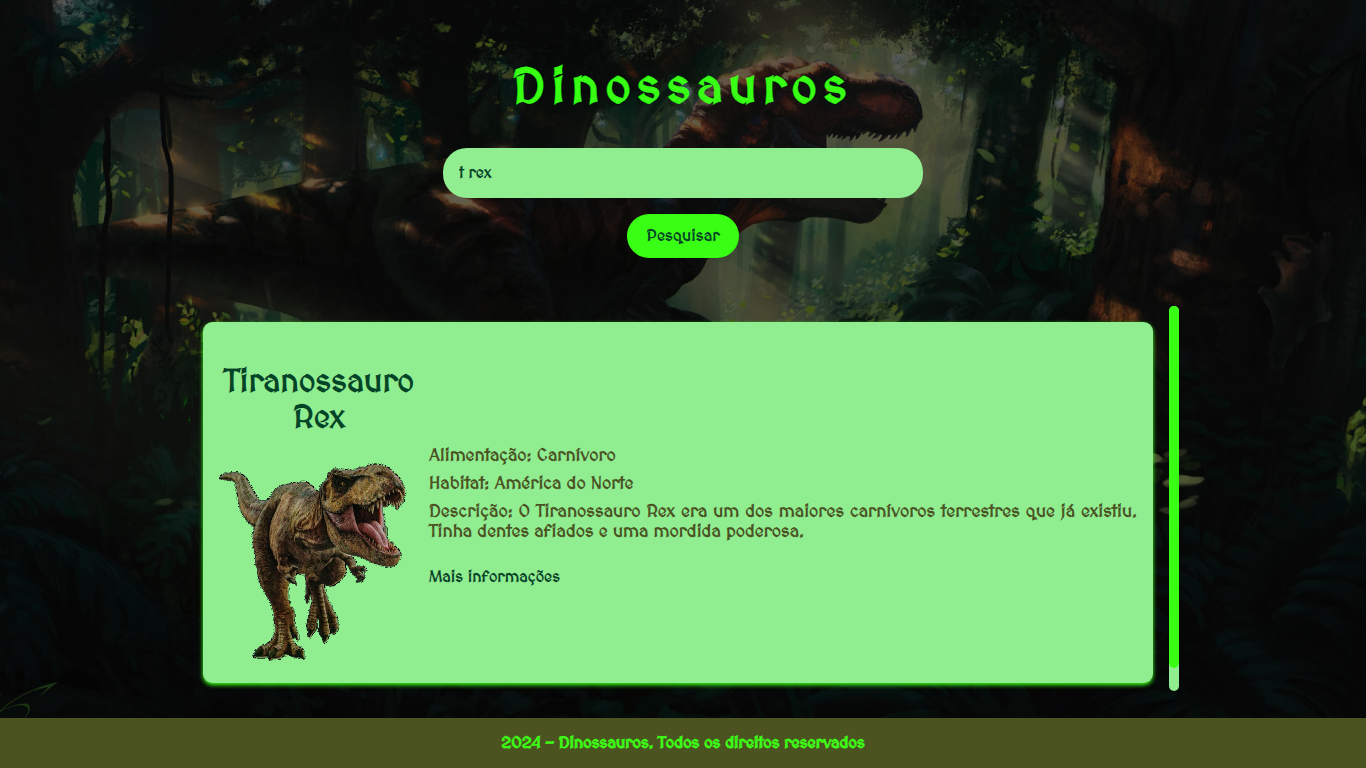 Dinossauros
t rex
Pesquisar
Tiranossauro
Rex
Alimentação: Carnívoro
Habitat: América do Norte
Descrição: O Tiranossauro Rex era um dos maiores carnívoros terrestres que já existiu.
Tinha dentes afiados e uma mordida poderosa.
Mais informações
2024 - Dinossauros. Todos os direitos reservados